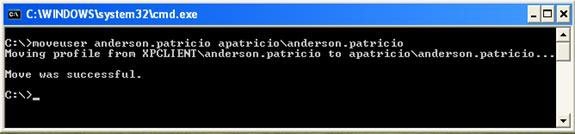 C:\WINDOWS\system32\cmd.exe
C:\>moveuser anderson.patricio apatricio\anderson.patricio
Moving profile from XPCLIENT\anderson.patricio to apatricio\anderson.patricio...
Move was successful.
C:\>_